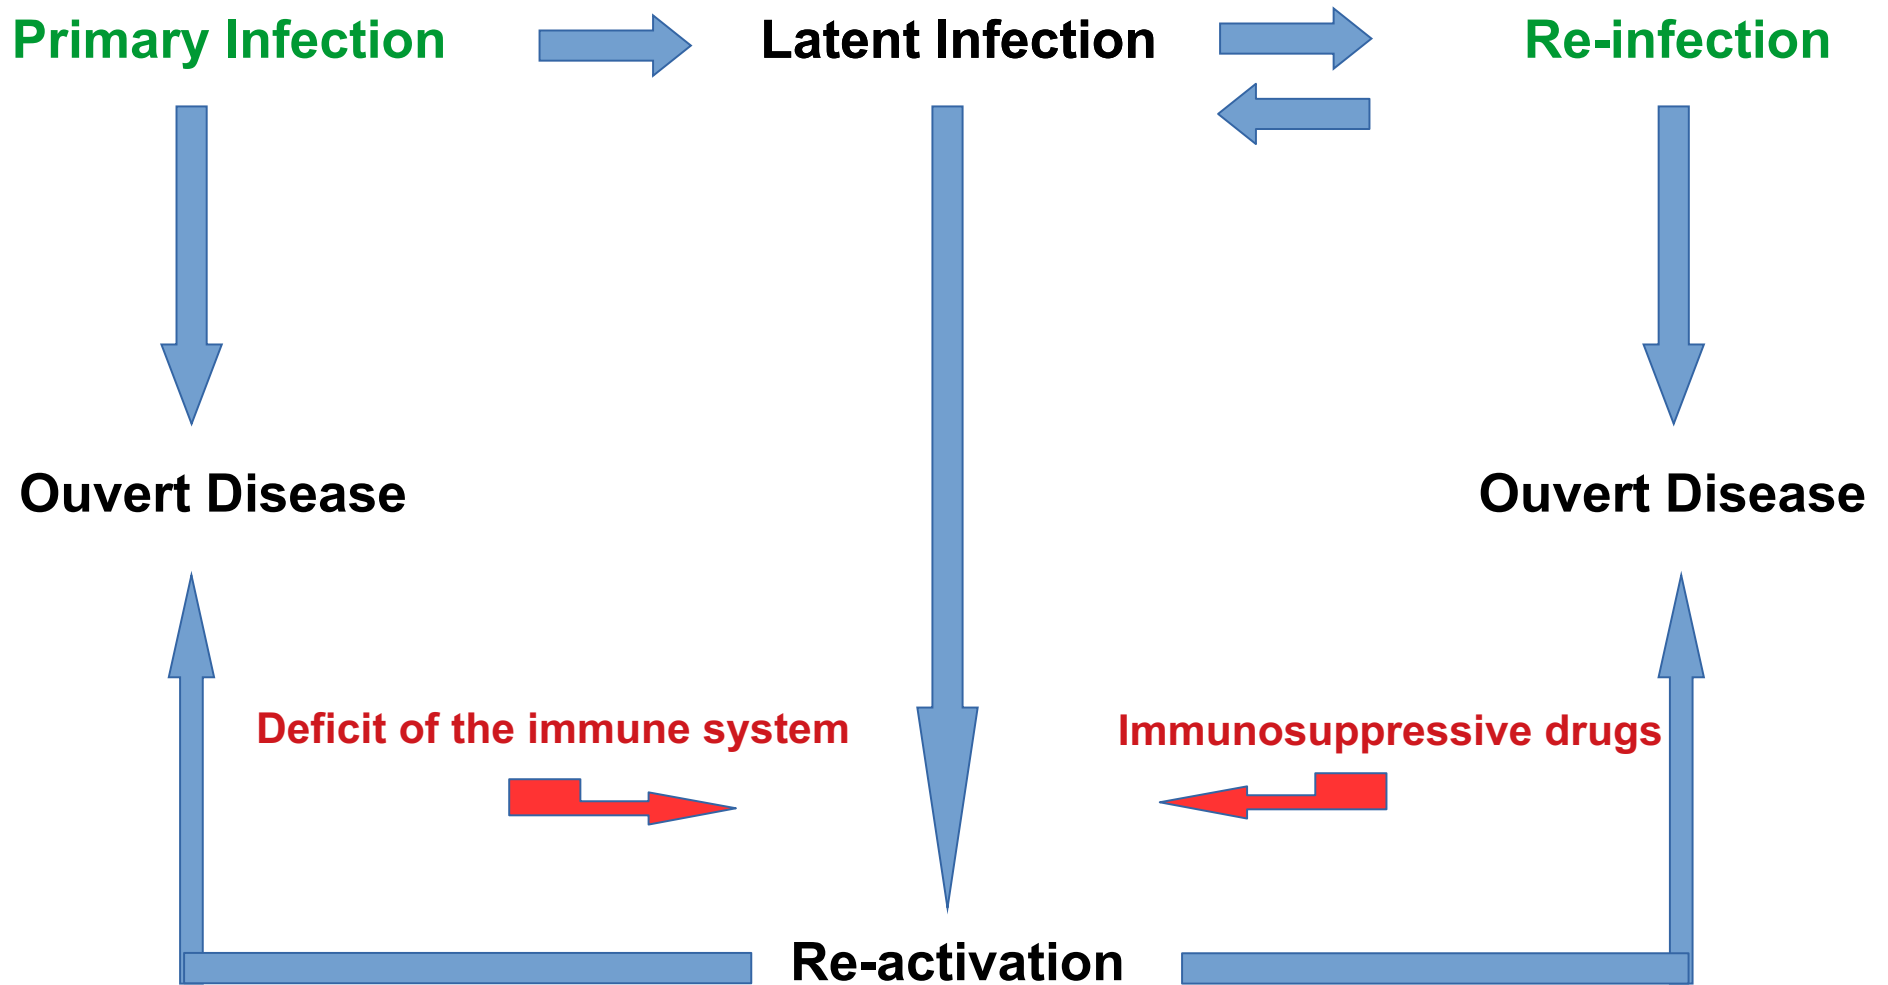 Primary Infection
Latent Infection
Re-infection
Ouvert Disease
Ouvert Disease
Deficit of the immune system
Immunosuppressive drugs
Re-activation